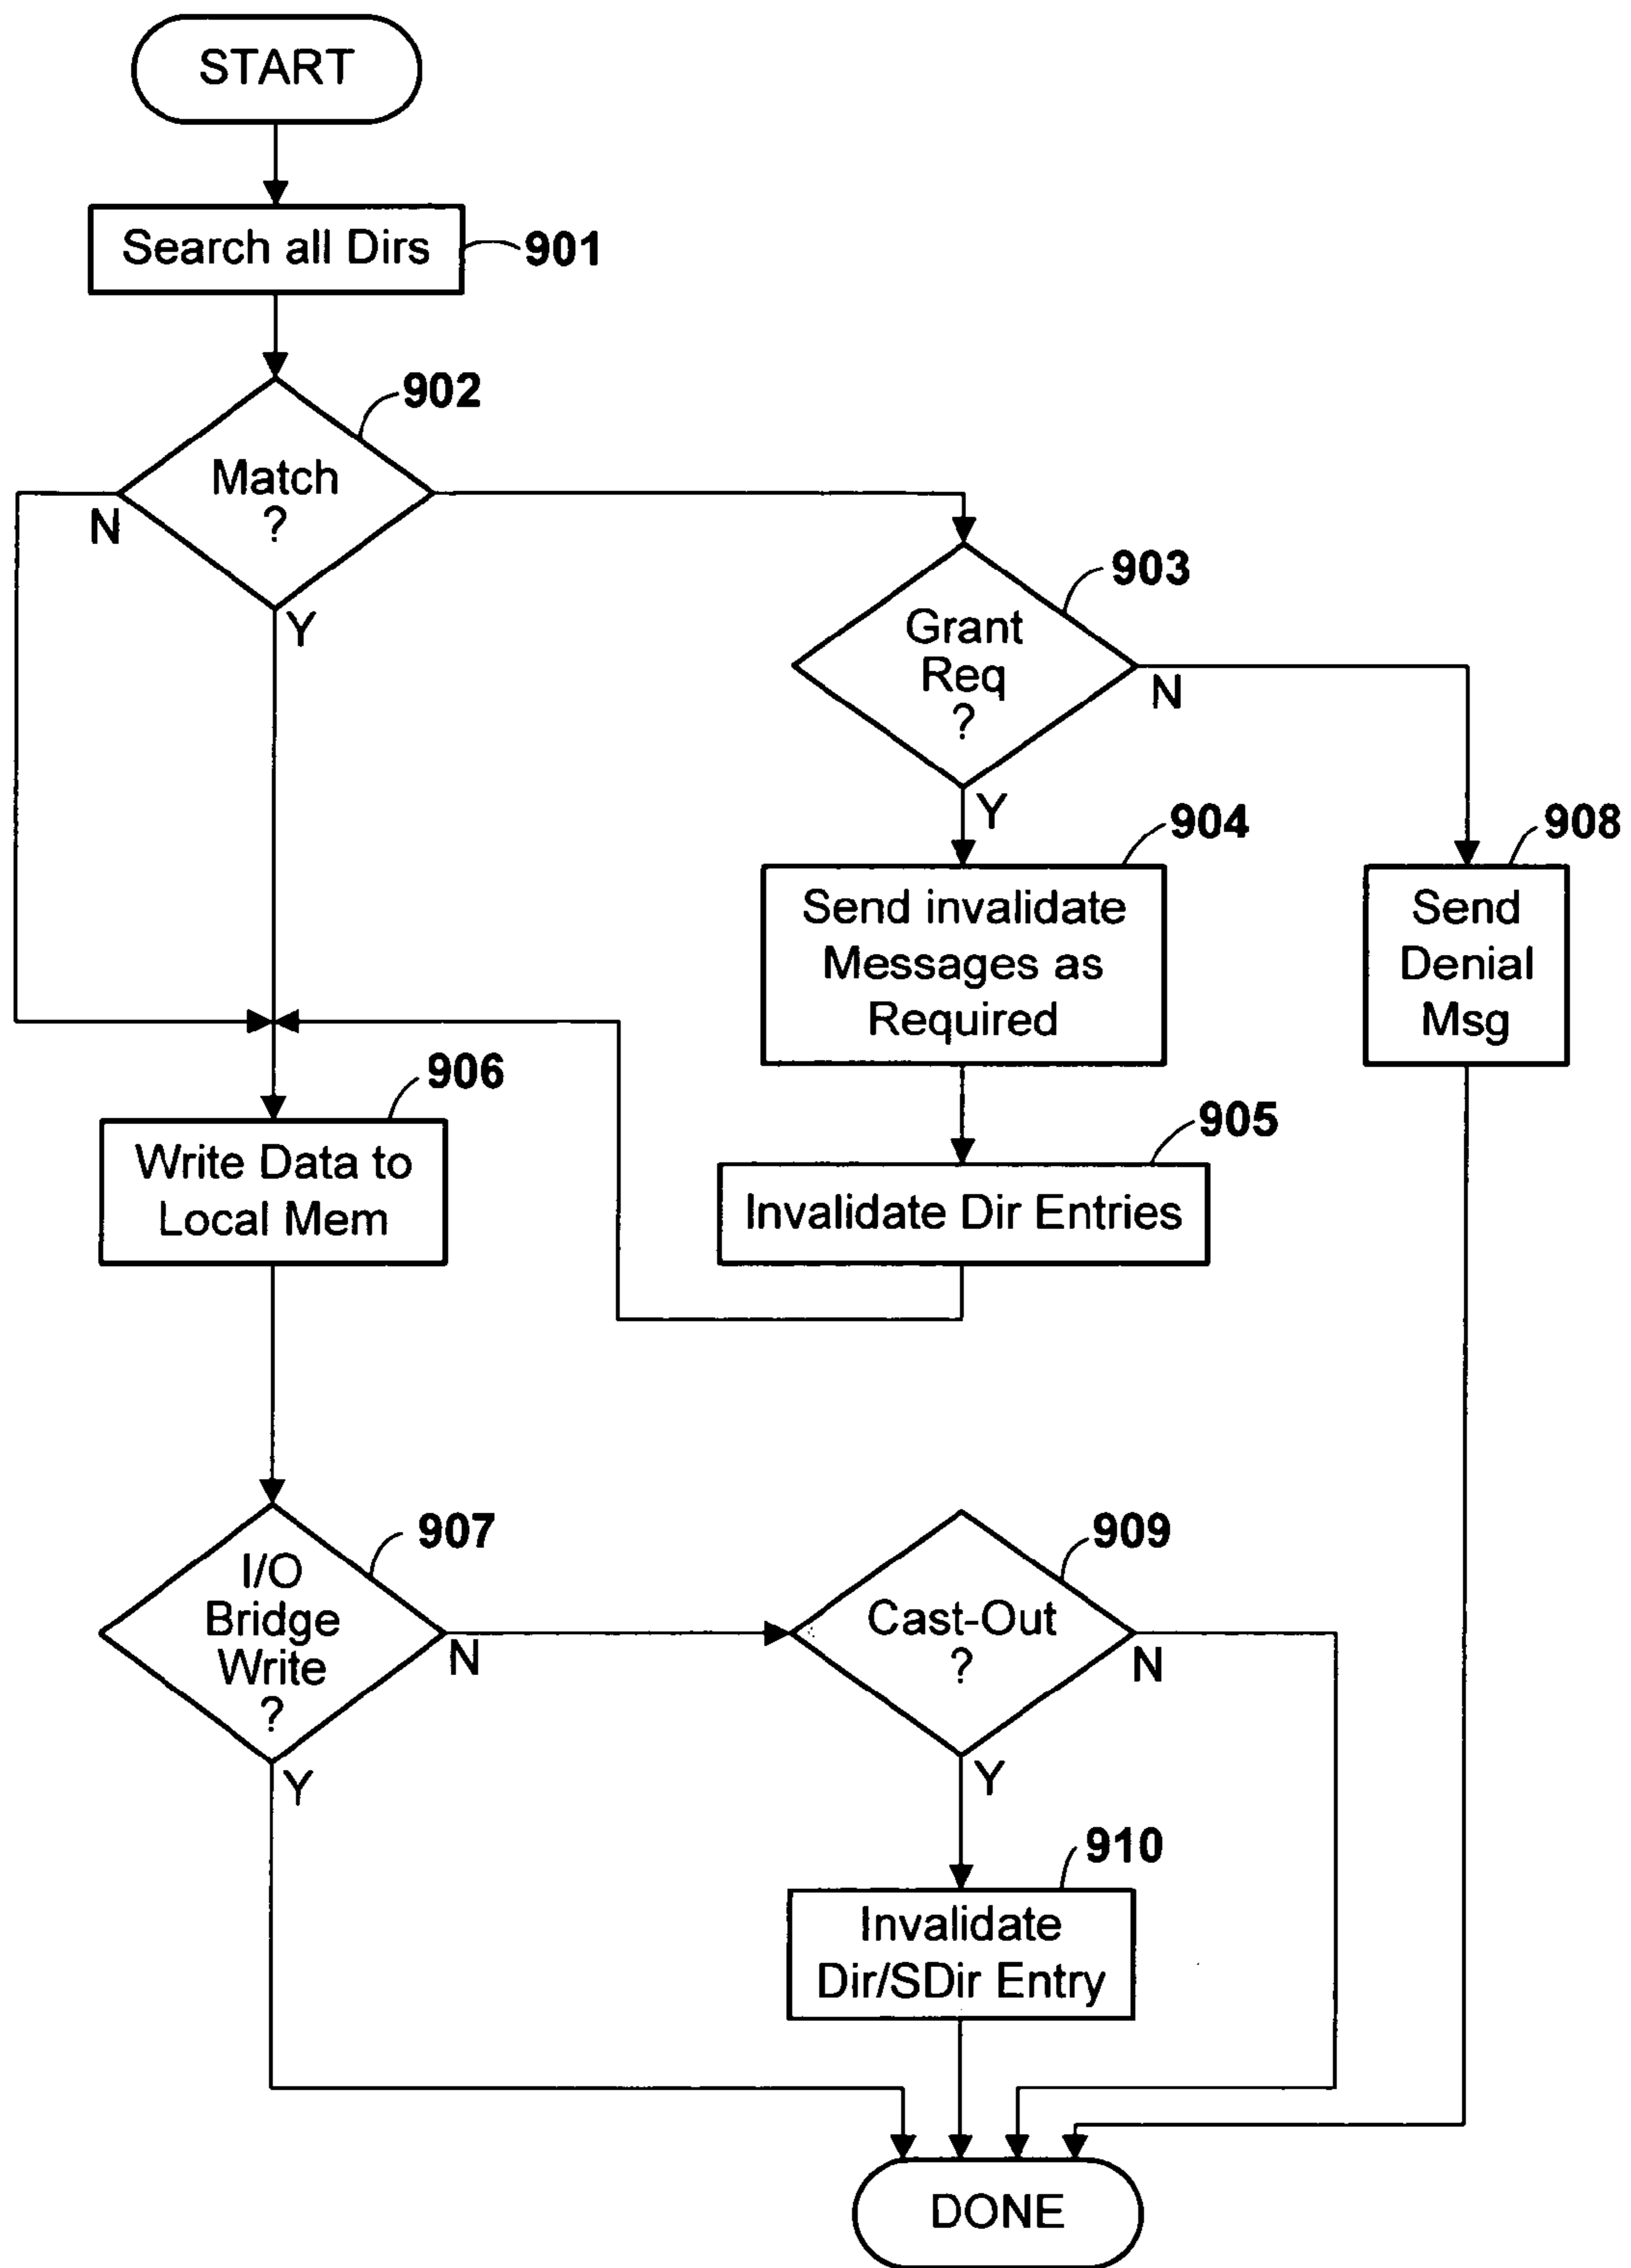 START
Search all Dirs
901
902
Match
?
N
Y
903
Grant
Req
?
N
Y
904
Send invalidate
Messages as
Required
908
Send
Denial
Msg
906
Write Data to
Local Mem
905
Invalidate Dir Entries
907
I/O
Bridge
Write
?
N
Y
909
Cast-Out
?
N
Y
910
Invalidate
Dir/SDir Entry
DONE